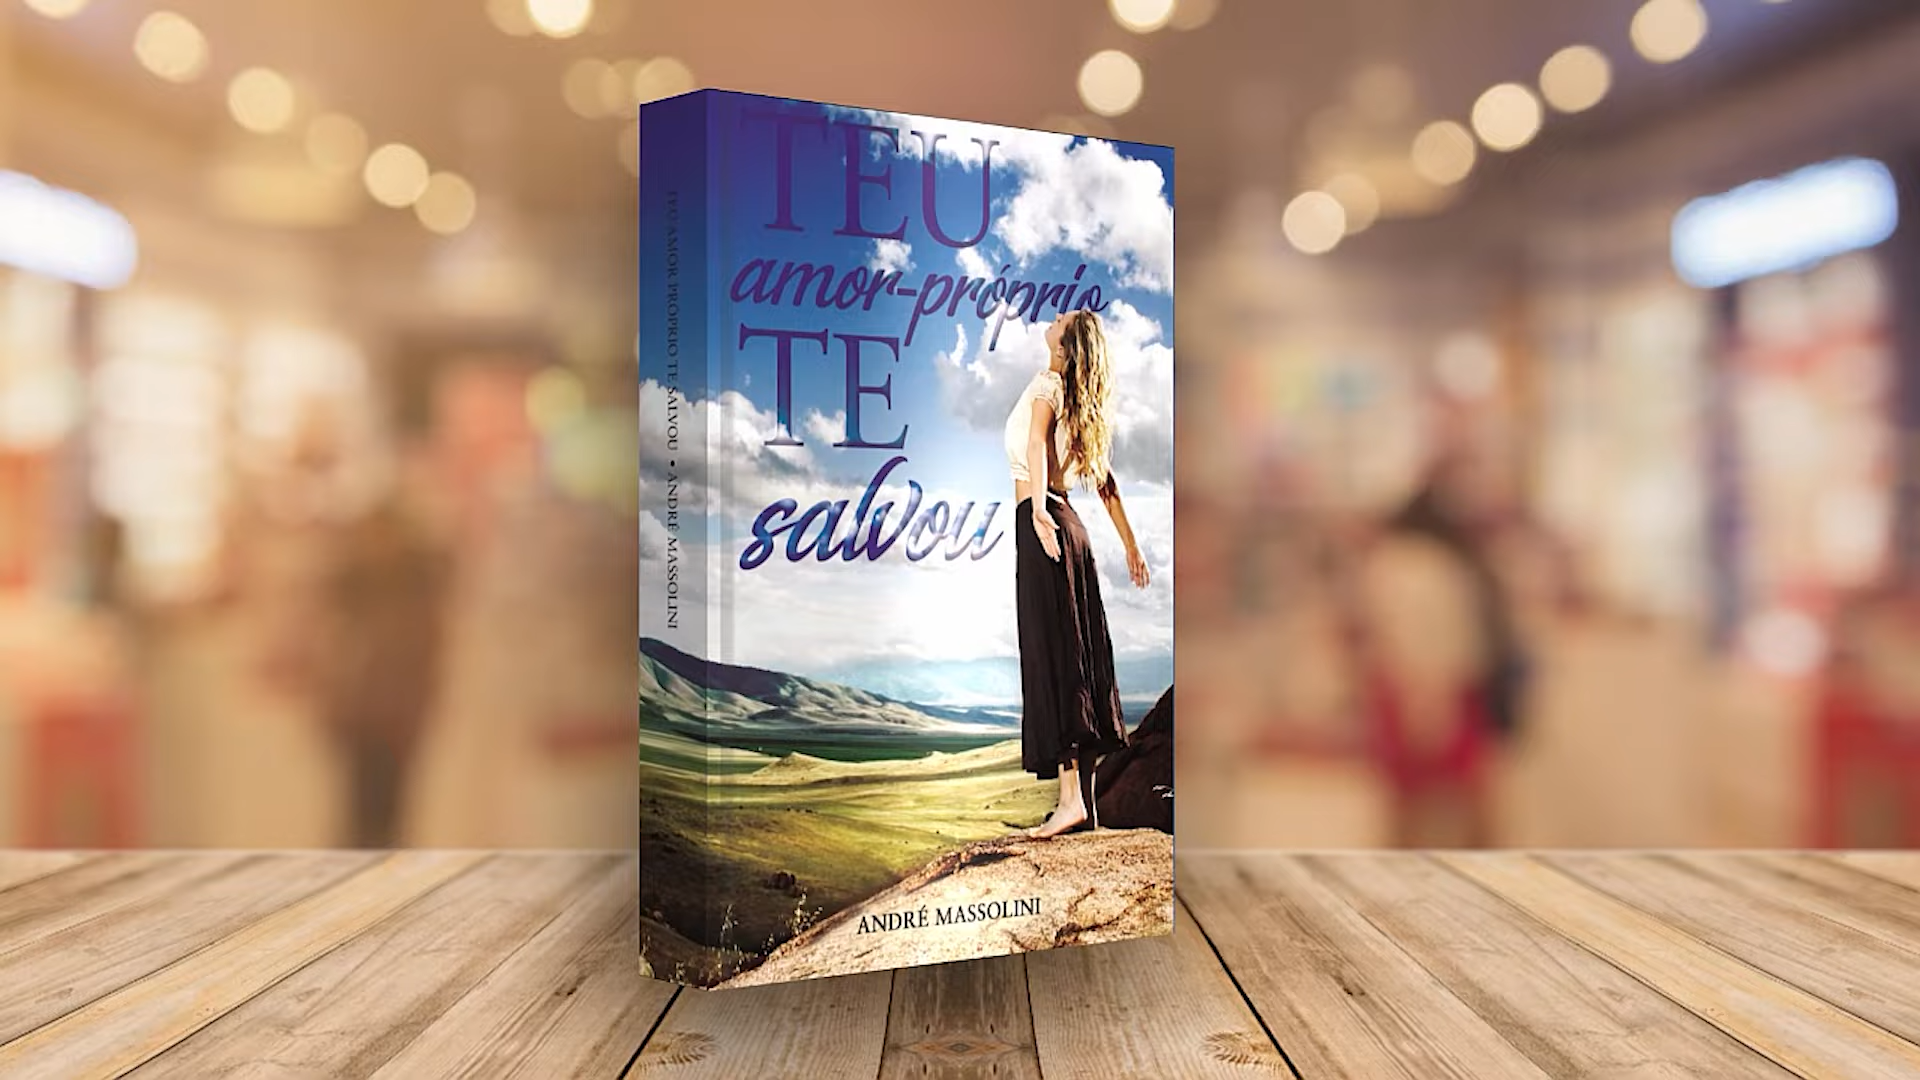 TEU
amor-próprio
TE
salvou
ANDRÉ MASSOLINI
TEU AMOR PRÓPRIO TE SALVOU • ANDRÉ MASSOLINI